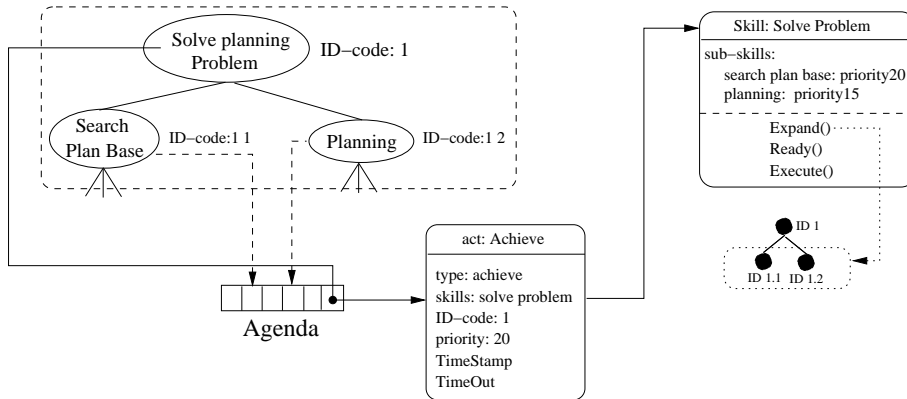 Solve planning
Problem
ID-code: 1
Search
Plan Base
ID-code:1 1
Planning
ID-code:1 2
Agenda
act: Achieve
type: achieve
skills: solve problem
ID-code: 1
priority: 20
TimeStamp
TimeOut
Skill: Solve Problem
sub-skills:
search plan base: priority20
planning: priority15
Expand()
Ready()
Execute()
ID 1
ID 1.1
ID 1.2